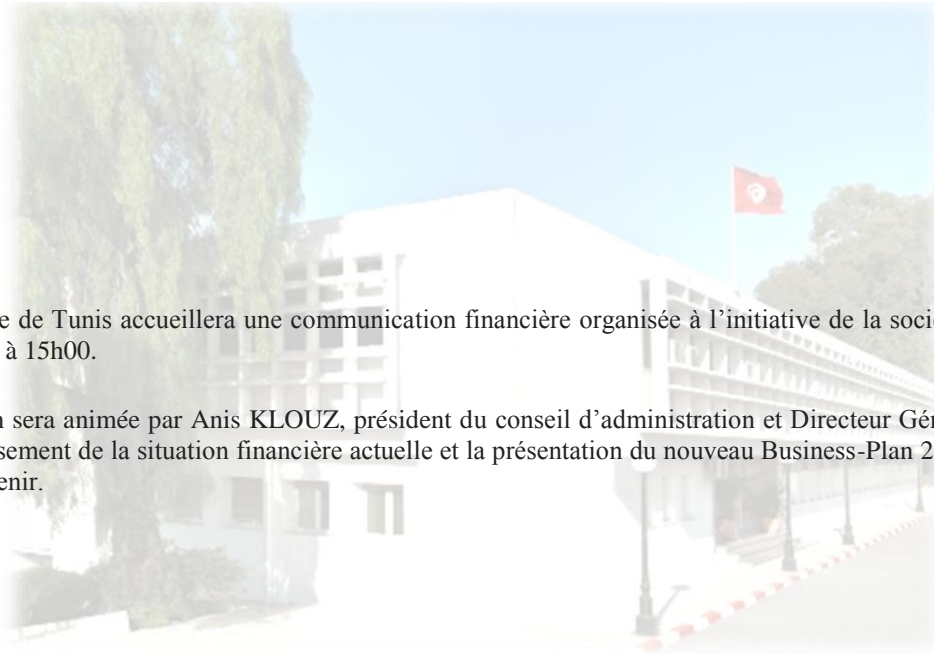 e de Tunis accueillera une communication financière organisée à l’initiative de la soci
à 15h00.
sera animée par Anis KLOUZ, président du conseil d’administration et Directeur Gén
sement de la situation financière actuelle et la présentation du nouveau Business-Plan 2
enir.